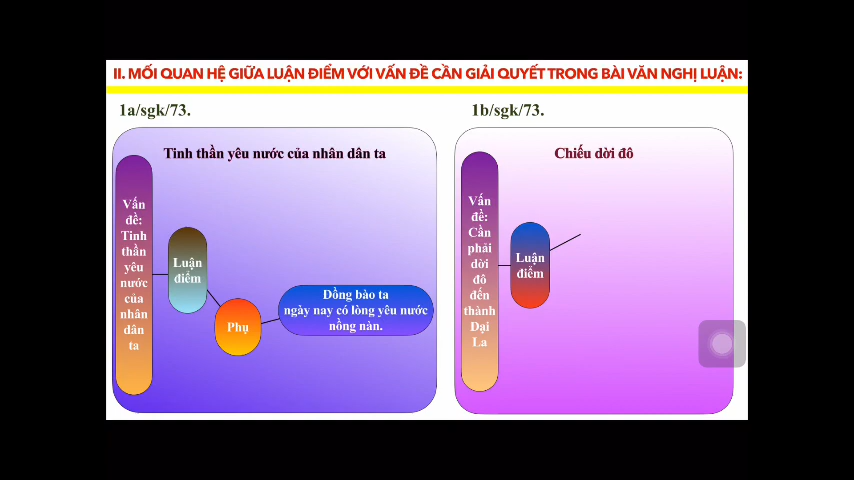 II. MỐI QUAN HỆ GIỮA LUẬN ĐIỂM VỚI VẤN ĐỀ CẦN GIẢI QUYẾT TRONG BÀI VĂN NGHỊ LUẬN:
1a/sgk/73.
Tinh thần yêu nước của nhân dân ta
Vấn
đề:
Tinh
thần
yêu
nước
của
nhân
dân
ta
Luận
điểm
Phụ
Đồng bào ta
ngày nay có lòng yêu nước
nồng nàn.
1b/sgk/73.
Chiếu dời đô
Vấn
đề:
Cần
phải
dời
đô
đến
thành
Đại
La
Luận
điểm